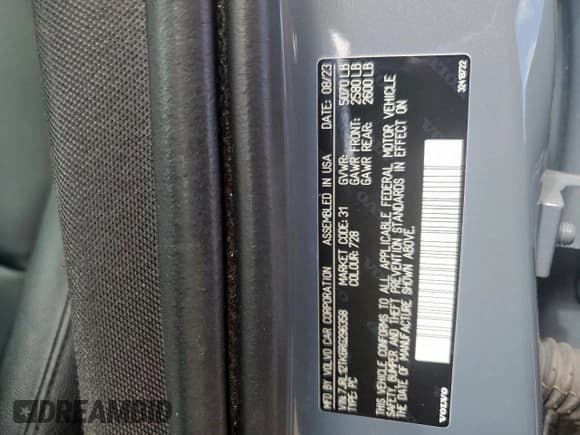 MFD BY VOLVO CAR CORPORATION ASSEMBLED IN USA DATE: 08/23
MARKET CODE: 31 GVWR: 5070 LB
COLOUR: 728 GAWR FRONT: 2580 LB
GAWR REAR: 2600 LB
TYPE: PC
THIS VEHICLE CONFORMS TO ALL APPLICABLE FEDERAL MOTOR VEHICLE
SAFETY, BUMPER AND THEFT PREVENTION STANDARDS IN EFFECT ON
THE DATE OF MANUFACTURE SHOWN ABOVE.
VOLVO
VOLVO
epicvin